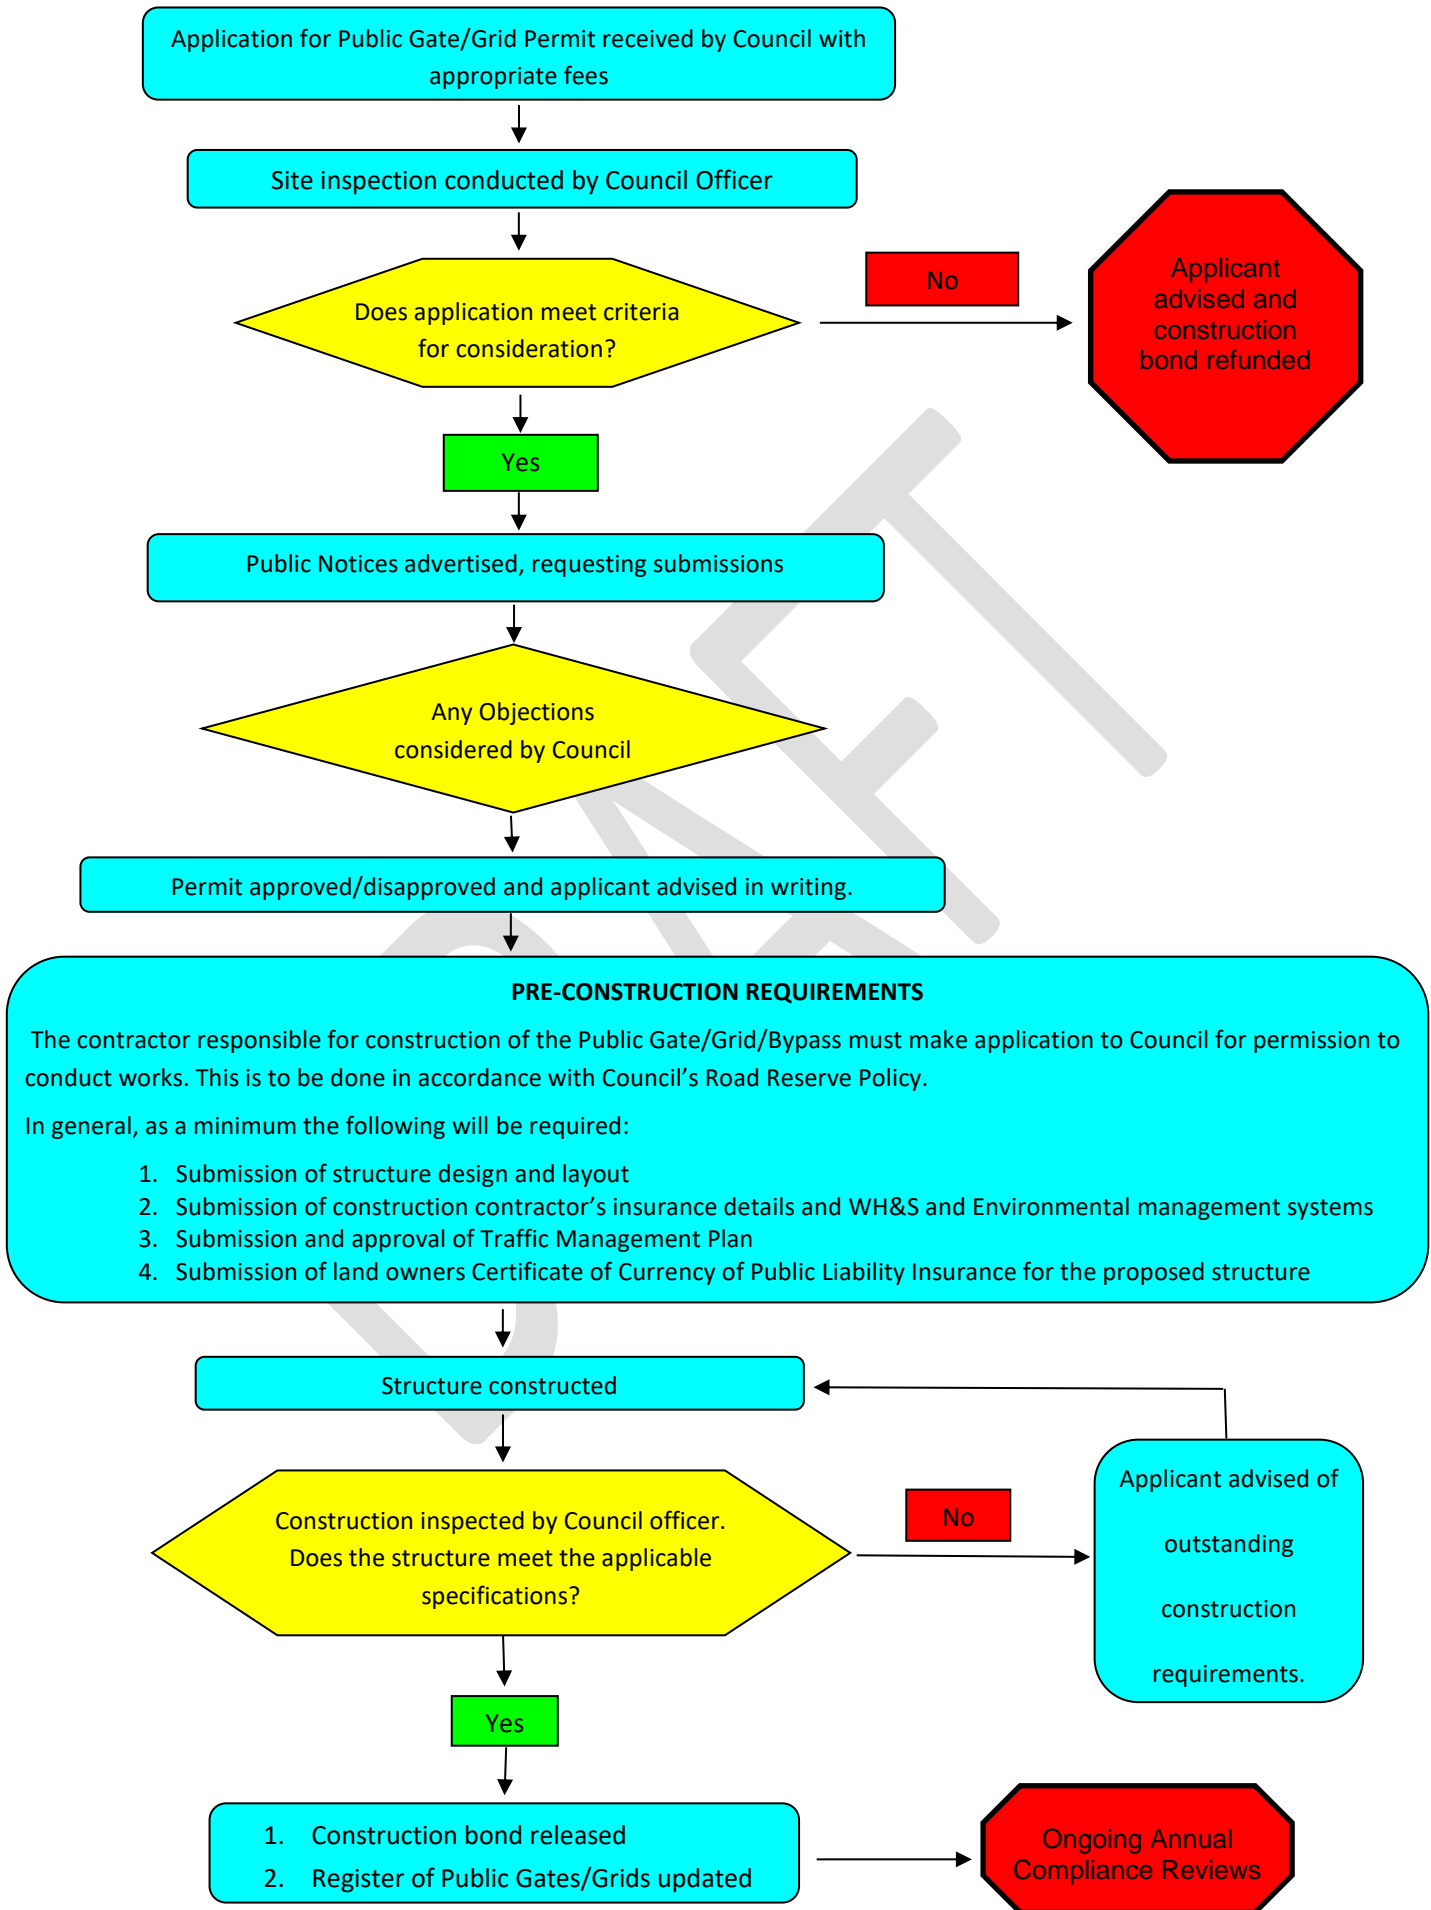 Application for Public Gate/Grid Permit received by Council with
appropriate fees
Site inspection conducted by Council Officer
Does application meet criteria
for consideration?
No
Applicant
advised and
construction
bond refunded
Yes
Public Notices advertised, requesting submissions
Any Objections
considered by Council
Permit approved/disapproved and applicant advised in writing.
PRE-CONSTRUCTION REQUIREMENTS
The contractor responsible for construction of the Public Gate/Grid/Bypass must make application to Council for permission to
conduct works. This is to be done in accordance with Council's Road Reserve Policy.
In general, as a minimum the following will be required:
1. Submission of structure design and layout
2. Submission of construction contractor's insurance details and WH&S and Environmental management systems
3. Submission and approval of Traffic Management Plan
4. Submission of land owners Certificate of Currency of Public Liability Insurance for the proposed structure
Structure constructed
Construction inspected by Council officer.
Does the structure meet the applicable
specifications?
No
Applicant advised of
outstanding
construction
requirements.
Yes
1. Construction bond released
2. Register of Public Gates/Grids updated
Ongoing Annual
Compliance Reviews
DRAFT